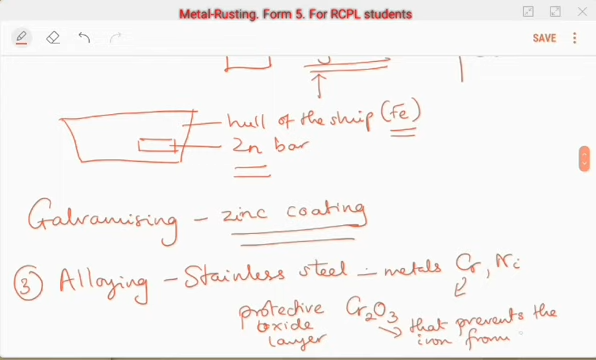 Metal-Rusting. Form 5. For RCPL students
SAVE
hull of the ship (Fe)
Zn bar
Galvanising - zinc coating
③ Alloying - Stainless steel - metals Cr, Ni
protective Cr2O3
oxide that prevents the
layer iron from